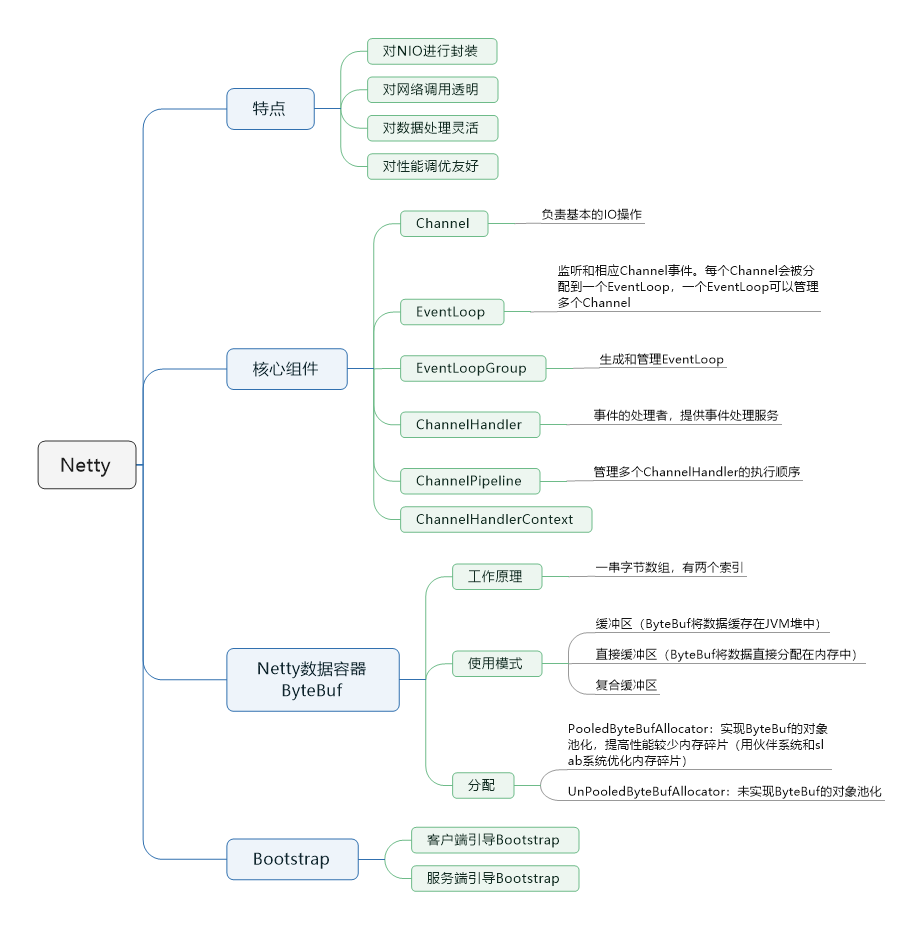 Netty
特点
对NIO进行封装
对网络调用透明
对数据处理灵活
对性能调优友好
核心组件
Channel
负责基本的IO操作
EventLoop
监听和相应Channel事件。每个Channel会被分
配到一个EventLoop，一个EventLoop可以管理
多个Channel
EventLoopGroup
生成和管理EventLoop
ChannelHandler
事件的处理者，提供事件处理服务
ChannelPipeline
管理多个ChannelHandler的执行顺序
ChannelHandlerContext
Netty数据容器
ByteBuf
工作原理
一串字节数组，有两个索引
使用模式
缓冲区（ByteBuf将数据缓存在JVM堆中）
直接缓冲区（ByteBuf将数据直接分配在内存中）
复合缓冲区
分配
PooledByteBufAllocator：实现ByteBuf的对象
池化，提高性能较少内存碎片（用伙伴系统和sl
ab系统优化内存碎片）
UnPooledByteBufAllocator：未实现ByteBuf的对象池化
Bootstrap
客户端引导Bootstrap
服务端引导Bootstrap